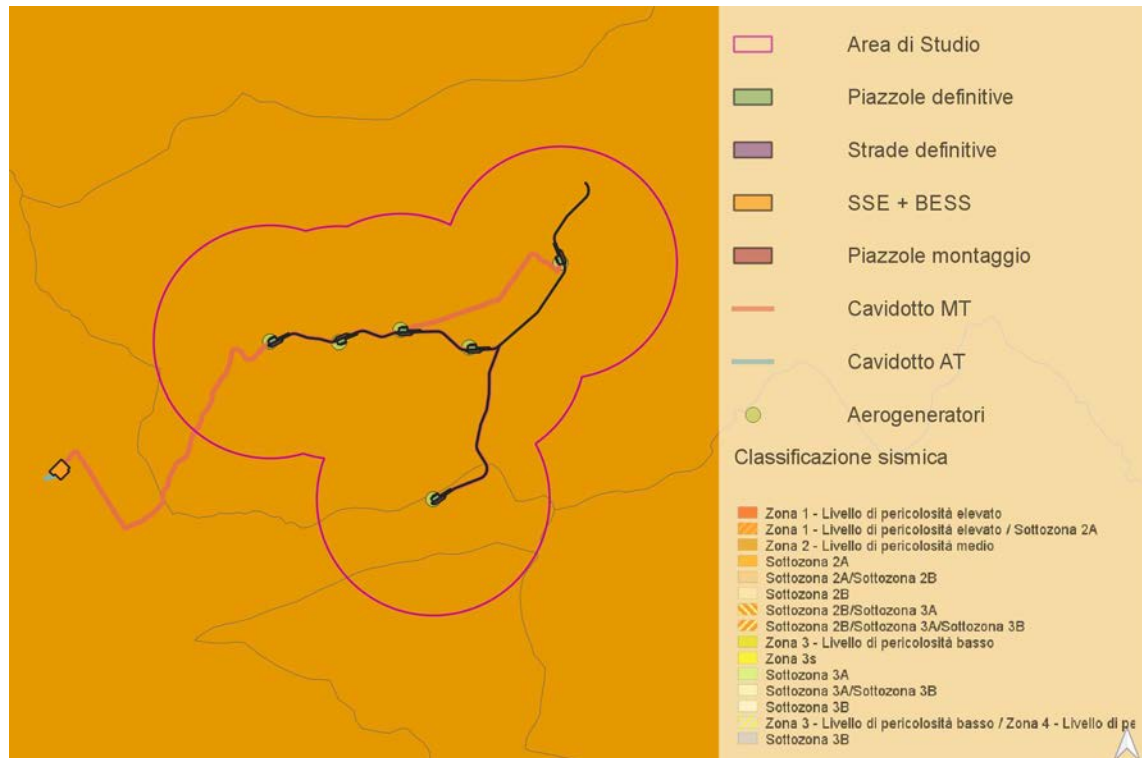 Area di Studio
Piazzole definitive
Strade definitive
SSE + BESS
Piazzole montaggio
Cavidotto MT
Cavidotto AT
Aerogeneratori
Classificazione sismica
Zona 1 - Livello di pericolosità elevato
Zona 1 - Livello di pericolosità elevato / Sottozona 2A
Zona 2 - Livello di pericolosità medio
Sottozona 2A
Sottozona 2A/Sottozona 2B
Sottozona 2B
Sottozona 2B/Sottozona 3A
Sottozona 2B/Sottozona 3A/Sottozona 3B
Zona 3 - Livello di pericolosità basso
Zona 3s
Sottozona 3A
Sottozona 3A/Sottozona 3B
Sottozona 3B
Zona 3 - Livello di pericolosità basso / Zona 4 - Livello di pe
Sottozona 3B